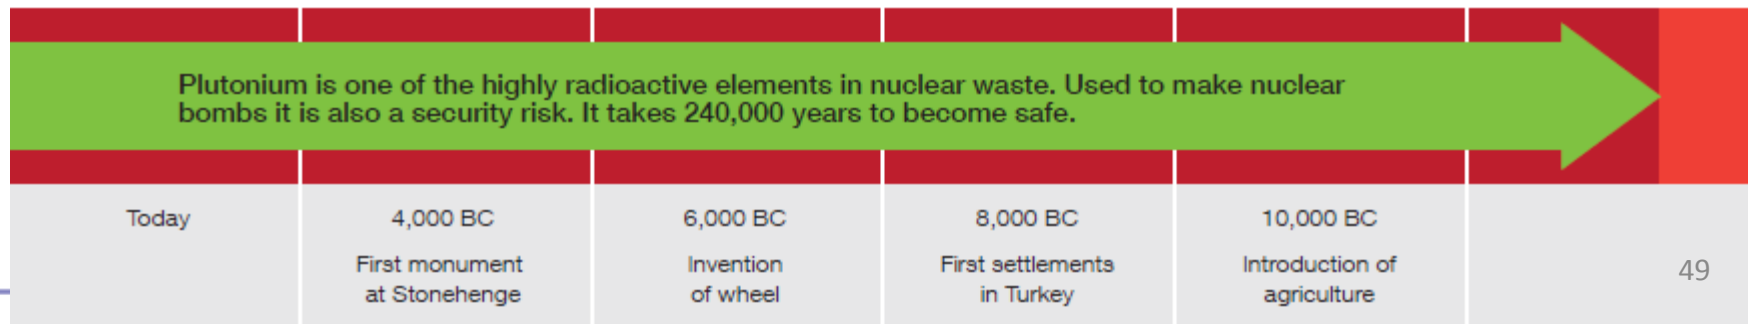 Plutonium is one of the highly radioactive elements in nuclear waste. Used to make nuclear
bombs it is also a security risk. It takes 240,000 years to become safe.
Today
4,000 BC
First monument
at Stonehenge
6,000 BC
Invention
of wheel
8,000 BC
First settlements
in Turkey
10,000 BC
Introduction of
agriculture
49